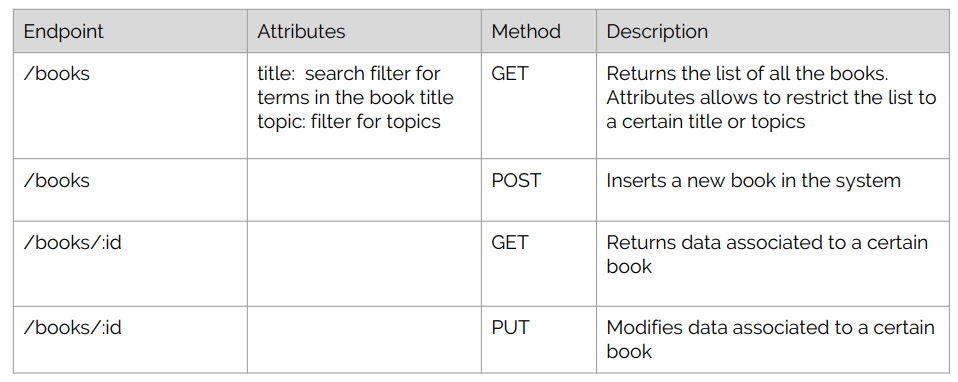 Endpoint Attributes Method Description
/books title:  search filter for GET Returns the list of all the books.
terms in the book title Attributes allows to restrict the list to
topic: filter for topics a certain title or topics
/books POST Inserts a new book in the system
/books/:id GET Returns data associated to a certain
book
/books/:id PUT Modifies data associated to a certain
book